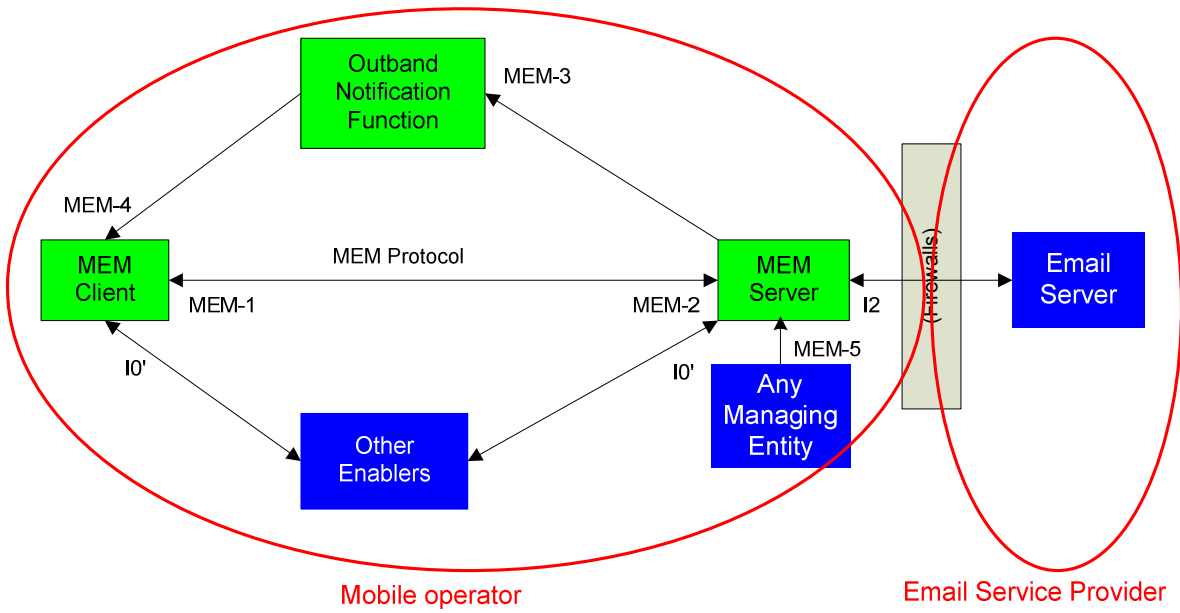 Outband
Notification
Function
MEM-3
MEM-4
MEM
Client
MEM Protocol
MEM-1
MEM-2
MEM
Server
I2
(Firewalls)
Email
Server
MEM-5
I0'
I0'
Any
Managing
Entity
Other
Enablers
Mobile operator
Email Service Provider